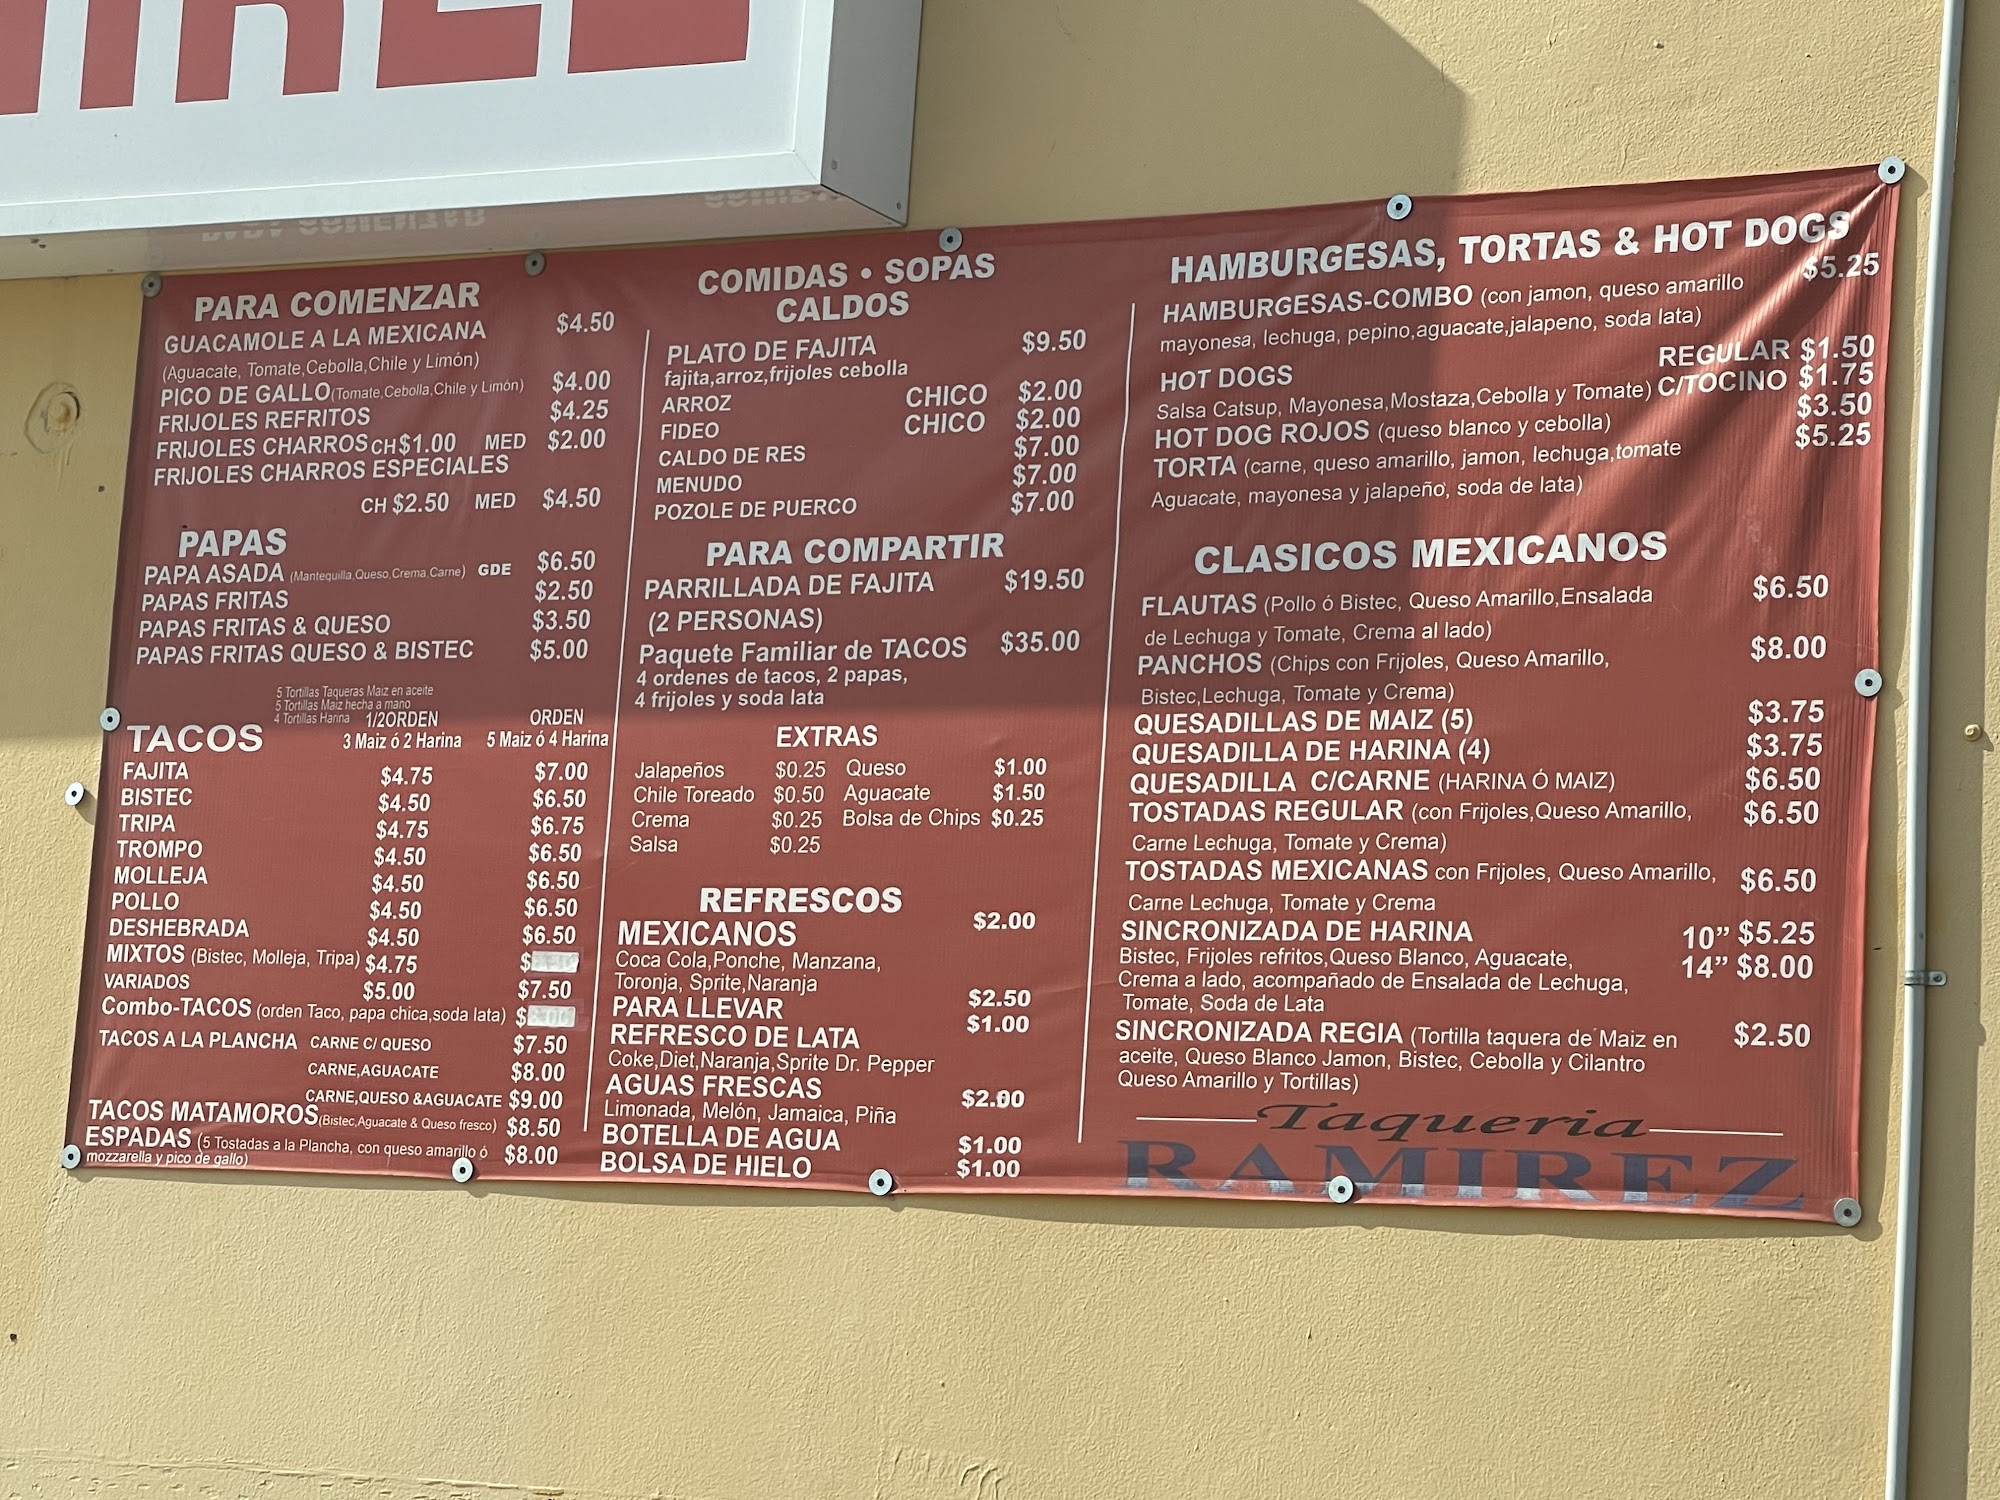 PARA COMENZAR
GUACAMOLE A LA MEXICANA $4.50
(Aguacate, Tomate,Cebolla,Chile y Limón)
PICO DE GALLO(Tomate,Cebolla,Chile y Limón) $4.00
FRIJOLES REFRITOS $4.25
FRIJOLES CHARROS CH $1.00 MED $2.00
FRIJOLES CHARROS ESPECIALES
CH $2.50 MED $4.50
PAPAS
PAPA ASADA (Mantequilla,Queso,Crema,Carne) GDE $6.50
PAPAS FRITAS $2.50
PAPAS FRITAS & QUESO $3.50
PAPAS FRITAS QUESO & BISTEC $5.00
5 Tortillas Taqueras Maiz en aceite
5 Tortillas Maiz hecha a mano
4 Tortillas Harina 1/2ORDEN ORDEN
TACOS 3 Maiz ó 2 Harina 5 Maiz ó 4 Harina
FAJITA $4.75 $7.00
BISTEC $4.50 $6.50
TRIPA $4.75 $6.75
TROMPO $4.50 $6.50
MOLLEJA $4.50 $6.50
POLLO $4.50 $6.50
DESHEBRADA $4.50 $6.50
MIXTOS (Bistec, Molleja, Tripa) $4.75 $
VARIADOS $5.00 $7.50
Combo-TACOS (orden Taco, papa chica,soda lata) $
TACOS A LA PLANCHA CARNE C/ QUESO $7.50
CARNE,AGUACATE $8.00
CARNE,QUESO &AGUACATE $9.00
TACOS MATAMOROS(Bistec,Aguacate & Queso fresco) $8.50
ESPADAS (5 Tostadas a la Plancha, con queso amarillo ó $8.00
mozzarella y pico de gallo)
COMIDAS • SOPAS
CALDOS
PLATO DE FAJITA $9.50
fajita,arroz,frijoles cebolla
ARROZ CHICO $2.00
FIDEO CHICO $2.00
CALDO DE RES $7.00
MENUDO $7.00
POZOLE DE PUERCO $7.00
PARA COMPARTIR
PARRILLADA DE FAJITA $19.50
(2 PERSONAS)
Paquete Familiar de TACOS $35.00
4 ordenes de tacos, 2 papas,
4 frijoles y soda lata
EXTRAS
Jalapeños $0.25 Queso $1.00
Chile Toreado $0.50 Aguacate $1.50
Crema $0.25 Bolsa de Chips $0.25
Salsa $0.25
REFRESCOS
MEXICANOS $2.00
Coca Cola,Ponche, Manzana,
Toronja, Sprite,Naranja
PARA LLEVAR $2.50
REFRESCO DE LATA $1.00
Coke,Diet,Naranja,Sprite Dr. Pepper
AGUAS FRESCAS $2.00
Limonada, Melón, Jamaica, Piña
BOTELLA DE AGUA $1.00
BOLSA DE HIELO $1.00
HAMBURGESAS, TORTAS & HOT DOGS
HAMBURGESAS-COMBO (con jamon, queso amarillo $5.25
mayonesa, lechuga, pepino,aguacate,jalapeno, soda lata)
HOT DOGS REGULAR $1.50
Salsa Catsup, Mayonesa,Mostaza,Cebolla y Tomate) C/TOCINO $1.75
HOT DOG ROJOS (queso blanco y cebolla) $3.50
TORTA (carne, queso amarillo, jamon, lechuga,tomate $5.25
Aguacate, mayonesa y jalapeño, soda de lata)
CLASICOS MEXICANOS
FLAUTAS (Pollo ó Bistec, Queso Amarillo,Ensalada $6.50
de Lechuga y Tomate, Crema al lado)
PANCHOS (Chips con Frijoles, Queso Amarillo, $8.00
Bistec,Lechuga, Tomate y Crema)
QUESADILLAS DE MAIZ (5) $3.75
QUESADILLA DE HARINA (4) $3.75
QUESADILLA C/CARNE (HARINA Ó MAIZ) $6.50
TOSTADAS REGULAR (con Frijoles,Queso Amarillo, $6.50
Carne Lechuga, Tomate y Crema)
TOSTADAS MEXICANAS con Frijoles, Queso Amarillo, $6.50
Carne Lechuga, Tomate y Crema
SINCRONIZADA DE HARINA 10” $5.25
Bistec, Frijoles refritos,Queso Blanco, Aguacate, 14” $8.00
Crema a lado, acompañado de Ensalada de Lechuga,
Tomate, Soda de Lata
SINCRONIZADA REGIA (Tortilla taquera de Maiz en $2.50
aceite, Queso Blanco Jamon, Bistec, Cebolla y Cilantro
Queso Amarillo y Tortillas)
Taqueria
RAMIREZ